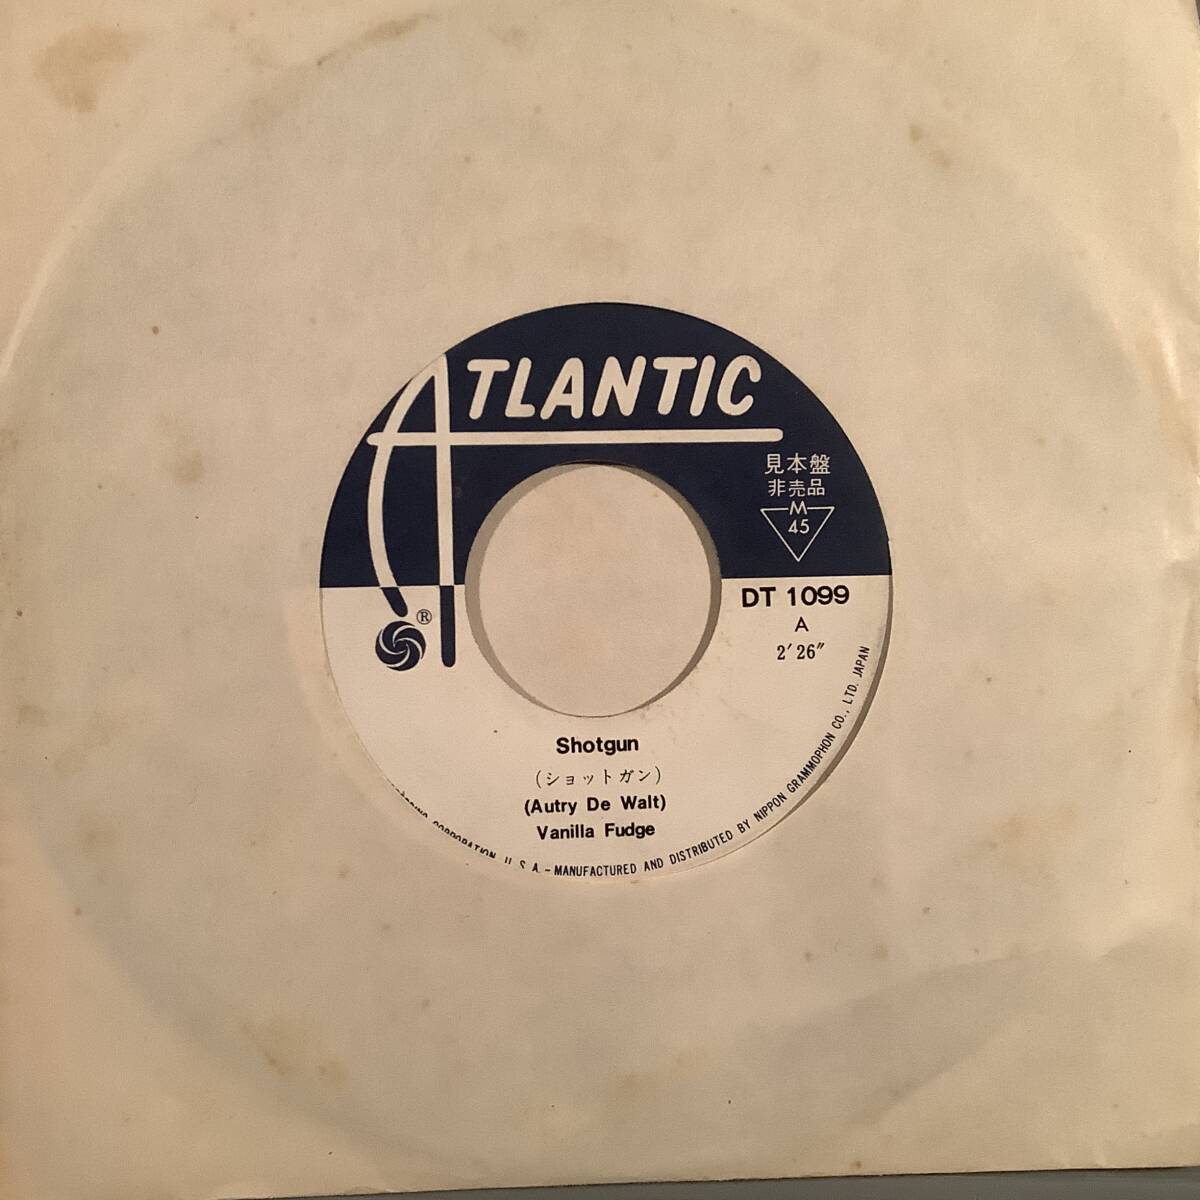 ATLANTIC
見本盤
非売品
M
45
®
DT 1099
A
2' 26"
Shotgun
(ショットガン)
(Autry De Walt)
Vanilla Fudge
CORPORATION U.S.A. - MANUFACTURED AND DISTRIBUTED BY NIPPON GRAMMOPHON CO., LTD. JAPAN